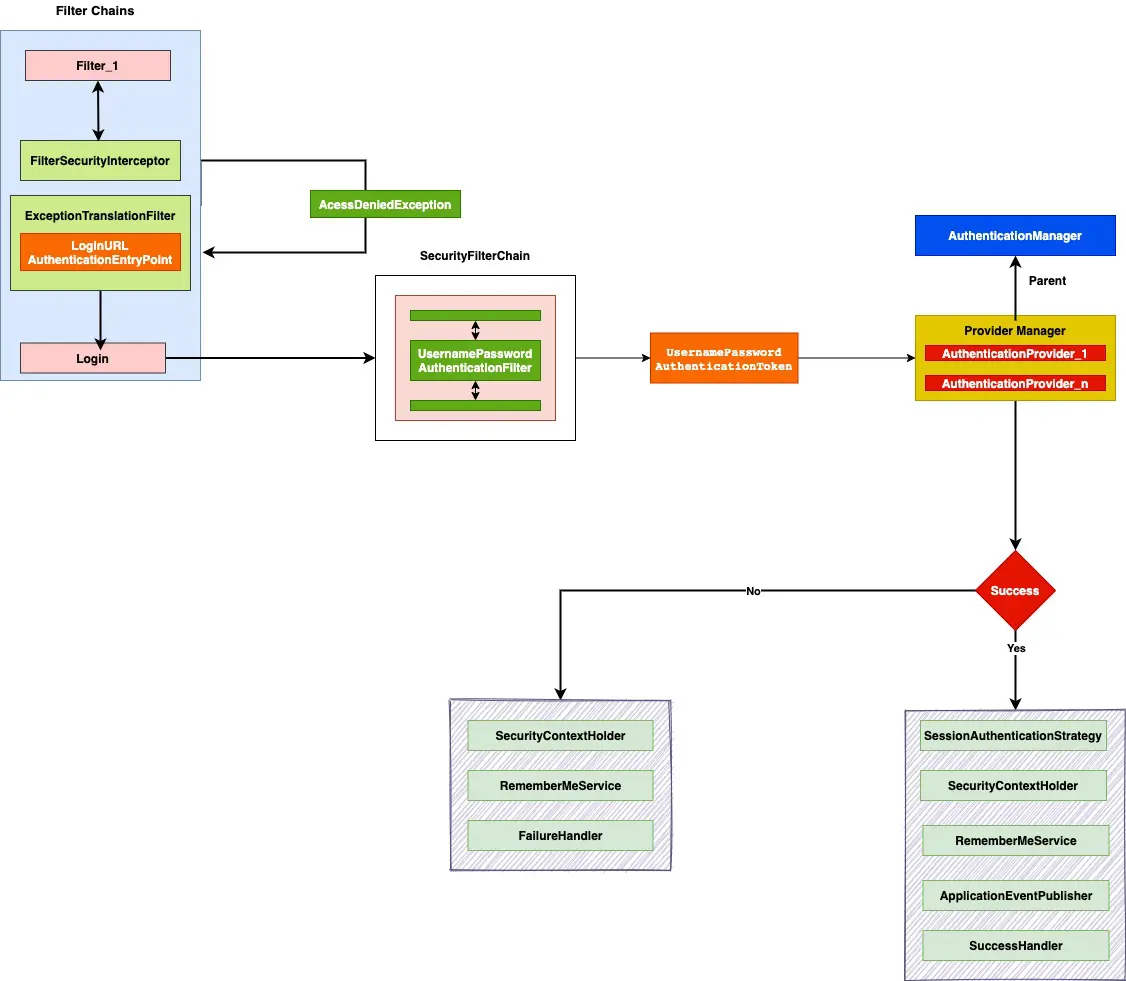 Filter Chains
Filter_1
FilterSecurityInterceptor
ExceptionTranslationFilter
LoginURL
AuthenticationEntryPoint
Login
AcessDeniedException
SecurityFilterChain
UsernamePassword
AuthenticationFilter
UsernamePassword
AuthenticationToken
AuthenticationManager
Parent
Provider Manager
AuthenticationProvider_1
AuthenticationProvider_n
Success
No
Yes
SecurityContextHolder
RememberMeService
FailureHandler
SessionAuthenticationStrategy
SecurityContextHolder
RememberMeService
ApplicationEventPublisher
SuccessHandler